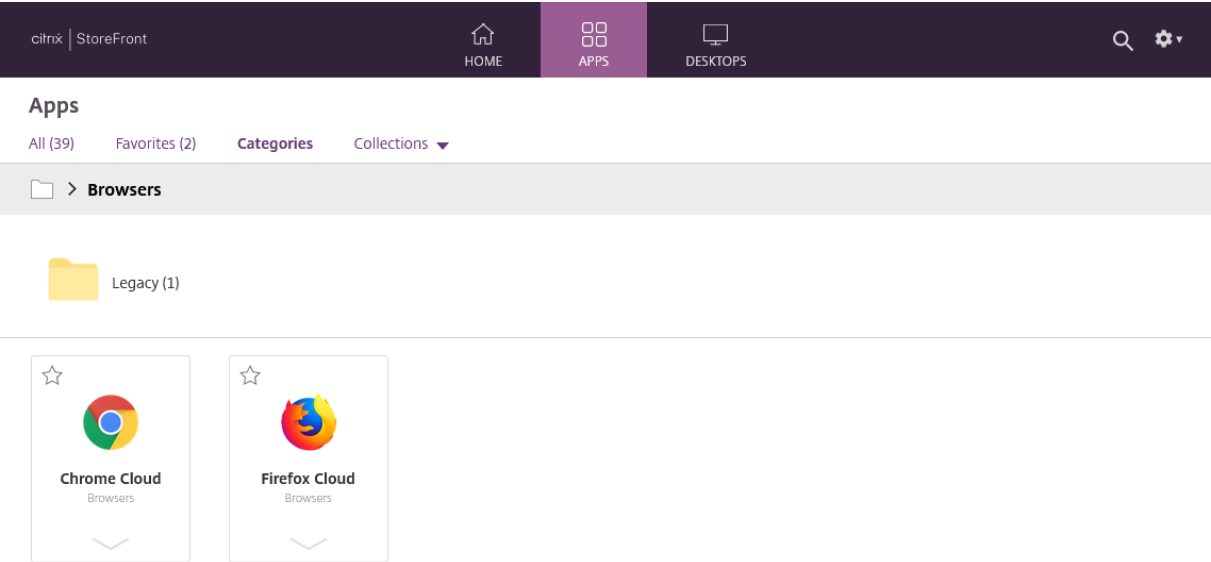 citrix | StoreFront
HOME
APPS
DESKTOPS
Apps
All (39) Favorites (2) Categories Collections
> Browsers
Legacy (1)
Chrome Cloud Firefox Cloud
Browsers Browsers